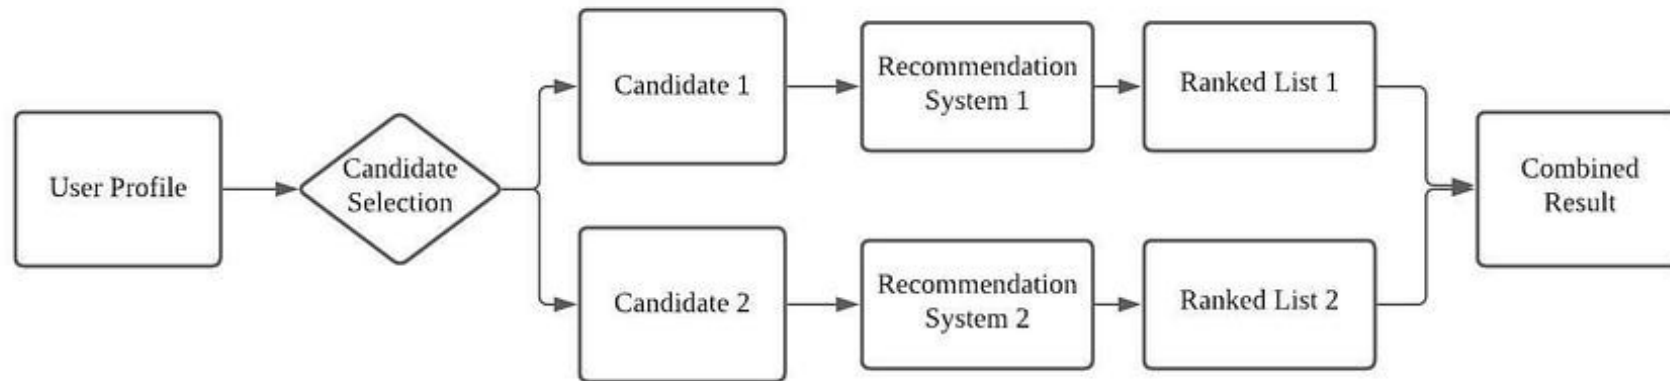 User Profile
Candidate
Selection
Candidate 1
Recommendation
System 1
Ranked List 1
Candidate 2
Recommendation
System 2
Ranked List 2
Combined
Result